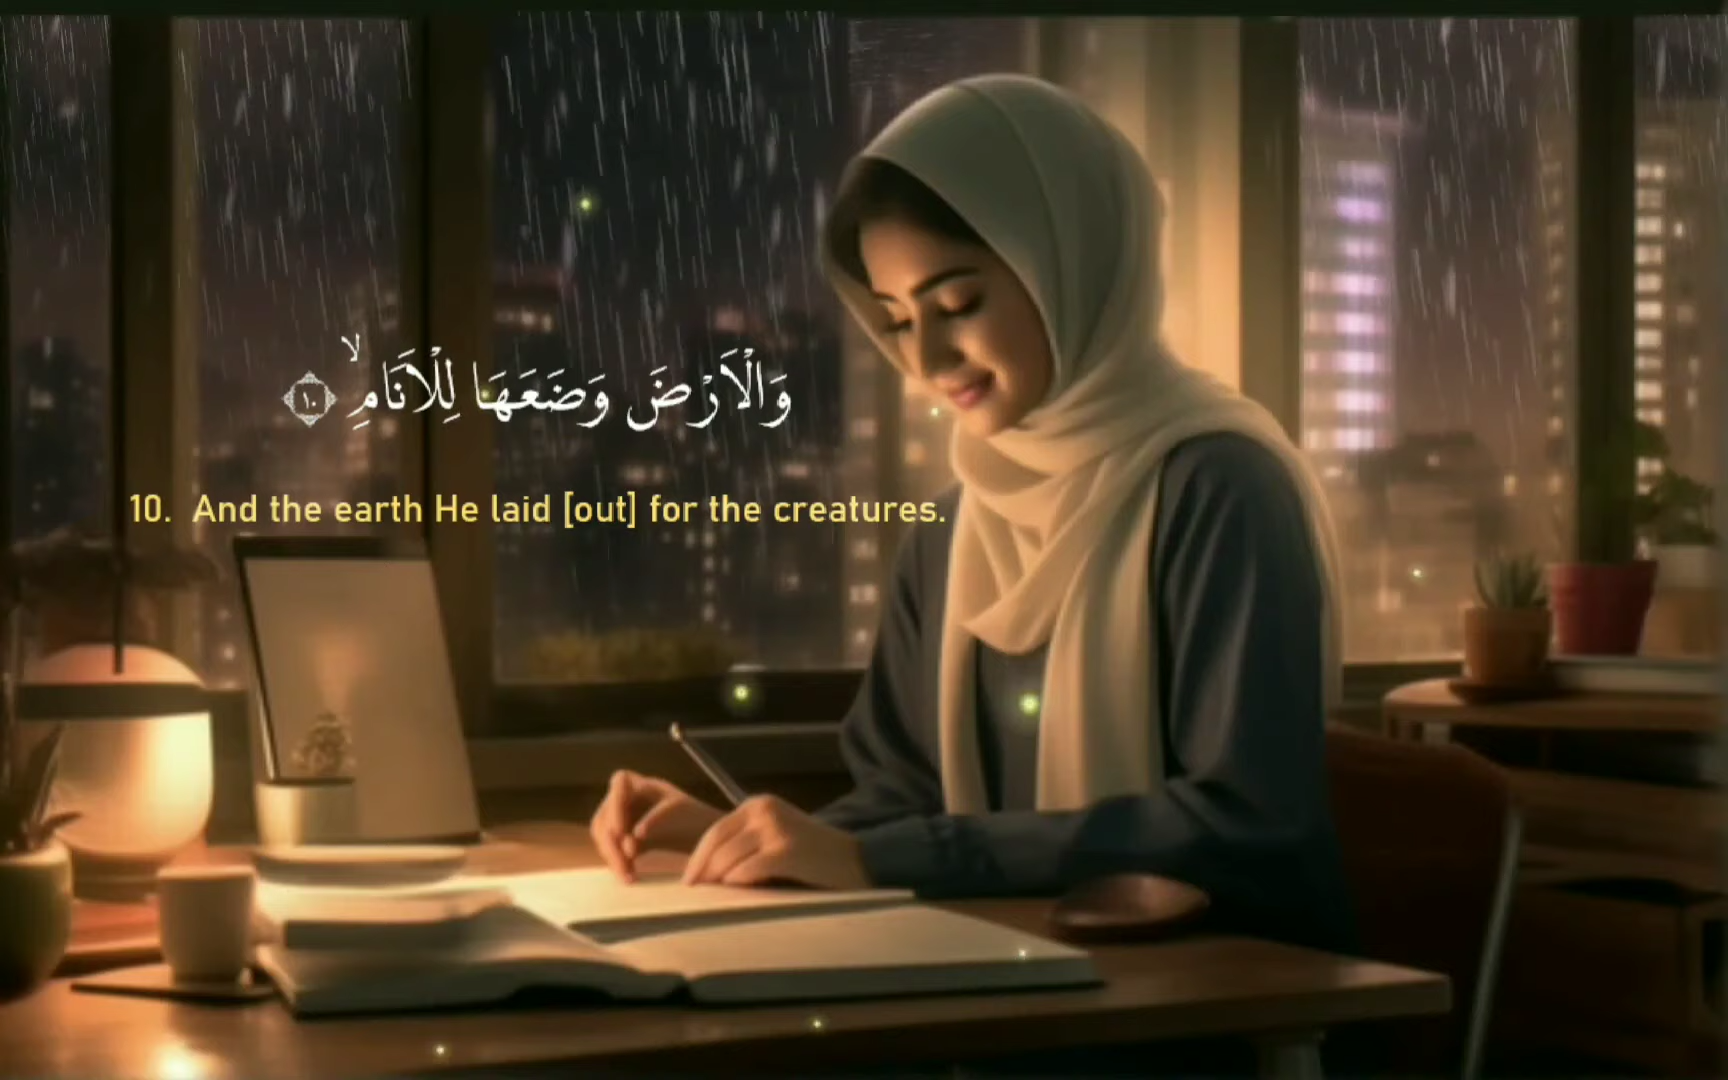 وَالْاَرْضَ وَضَعَهَا لِلْاَنَامِۙ ١٠
10. And the earth He laid [out] for the creatures.